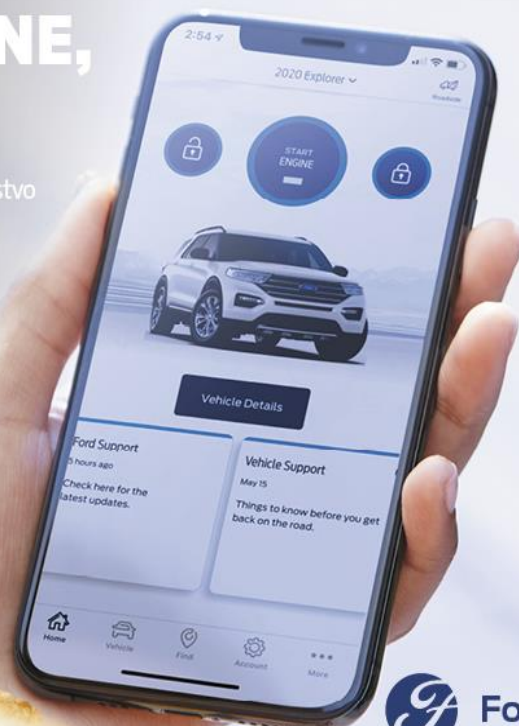 NE,
tvo
2:54
2020 Explorer
Roadside
START
ENGINE
Vehicle Details
Ford Support
5 hours ago
Check here for the
latest updates.
Vehicle Support
May 15
Things to know before you get
back on the road.
Home
Vehicle
Find
Account
More
Fo